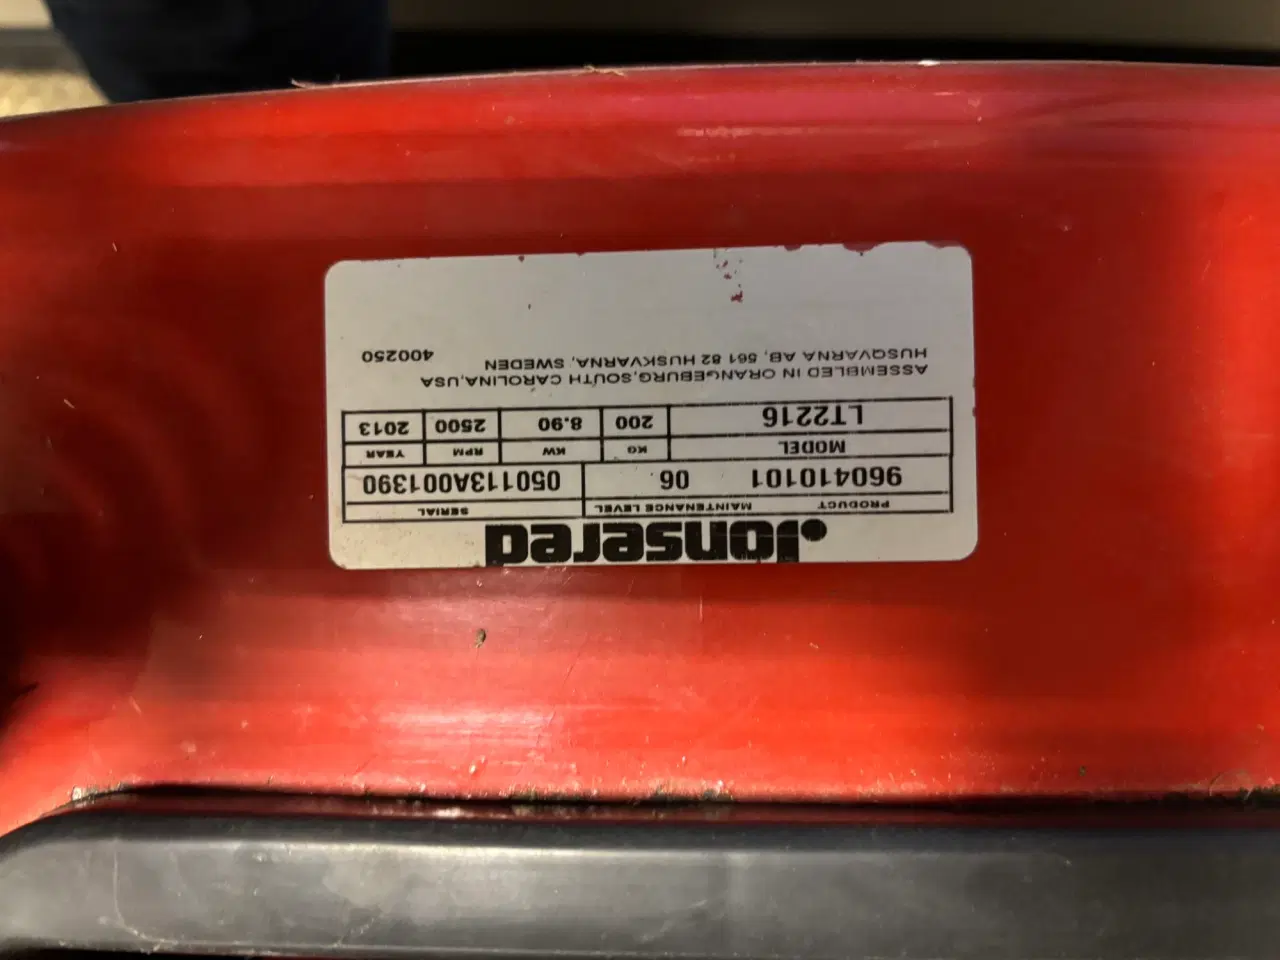 Jonsered
PRODUCT MAINTENANCE LEVEL SERIAL
960410101 06 050113A001390
MODEL KG KW RPM YEAR
LT2216 200 8.90 2500 2013
ASSEMBLED IN ORANGEBURG,SOUTH CAROLINA,USA
HUSQVARNA AB, 561 82 HUSKVARNA, SWEDEN 400250